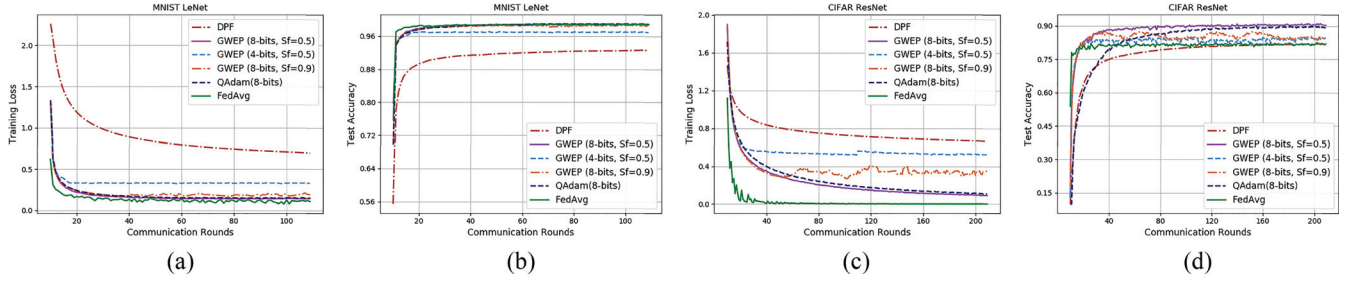 MNIST LeNet
Training Loss
2.0
1.5
1.0
0.5
0.0
20
40
60
80
100
Communication Rounds
DPF
GWEP (8-bits, Sf=0.5)
GWEP (4-bits, Sf=0.5)
GWEP (8-bits, Sf=0.9)
QAdam(8-bits)
FedAvg
(a)
MNIST LeNet
Test Accuracy
0.96
0.88
0.80
0.72
0.64
0.56
20
40
60
80
100
Communication Rounds
DPF
GWEP (8-bits, Sf=0.5)
GWEP (4-bits, Sf=0.5)
GWEP (8-bits, Sf=0.9)
QAdam(8-bits)
FedAvg
(b)
CIFAR ResNet
Training Loss
2.0
1.6
1.2
0.8
0.4
0.0
40
80
120
160
200
Communication Rounds
DPF
GWEP (8-bits, Sf=0.5)
GWEP (4-bits, Sf=0.5)
GWEP (8-bits, Sf=0.9)
QAdam(8-bits)
FedAvg
(c)
CIFAR ResNet
Test Accuracy
0.90
0.75
0.60
0.45
0.30
0.15
40
80
120
160
200
Communication Rounds
DPF
GWEP (8-bits, Sf=0.5)
GWEP (4-bits, Sf=0.5)
GWEP (8-bits, Sf=0.9)
QAdam(8-bits)
FedAvg
(d)